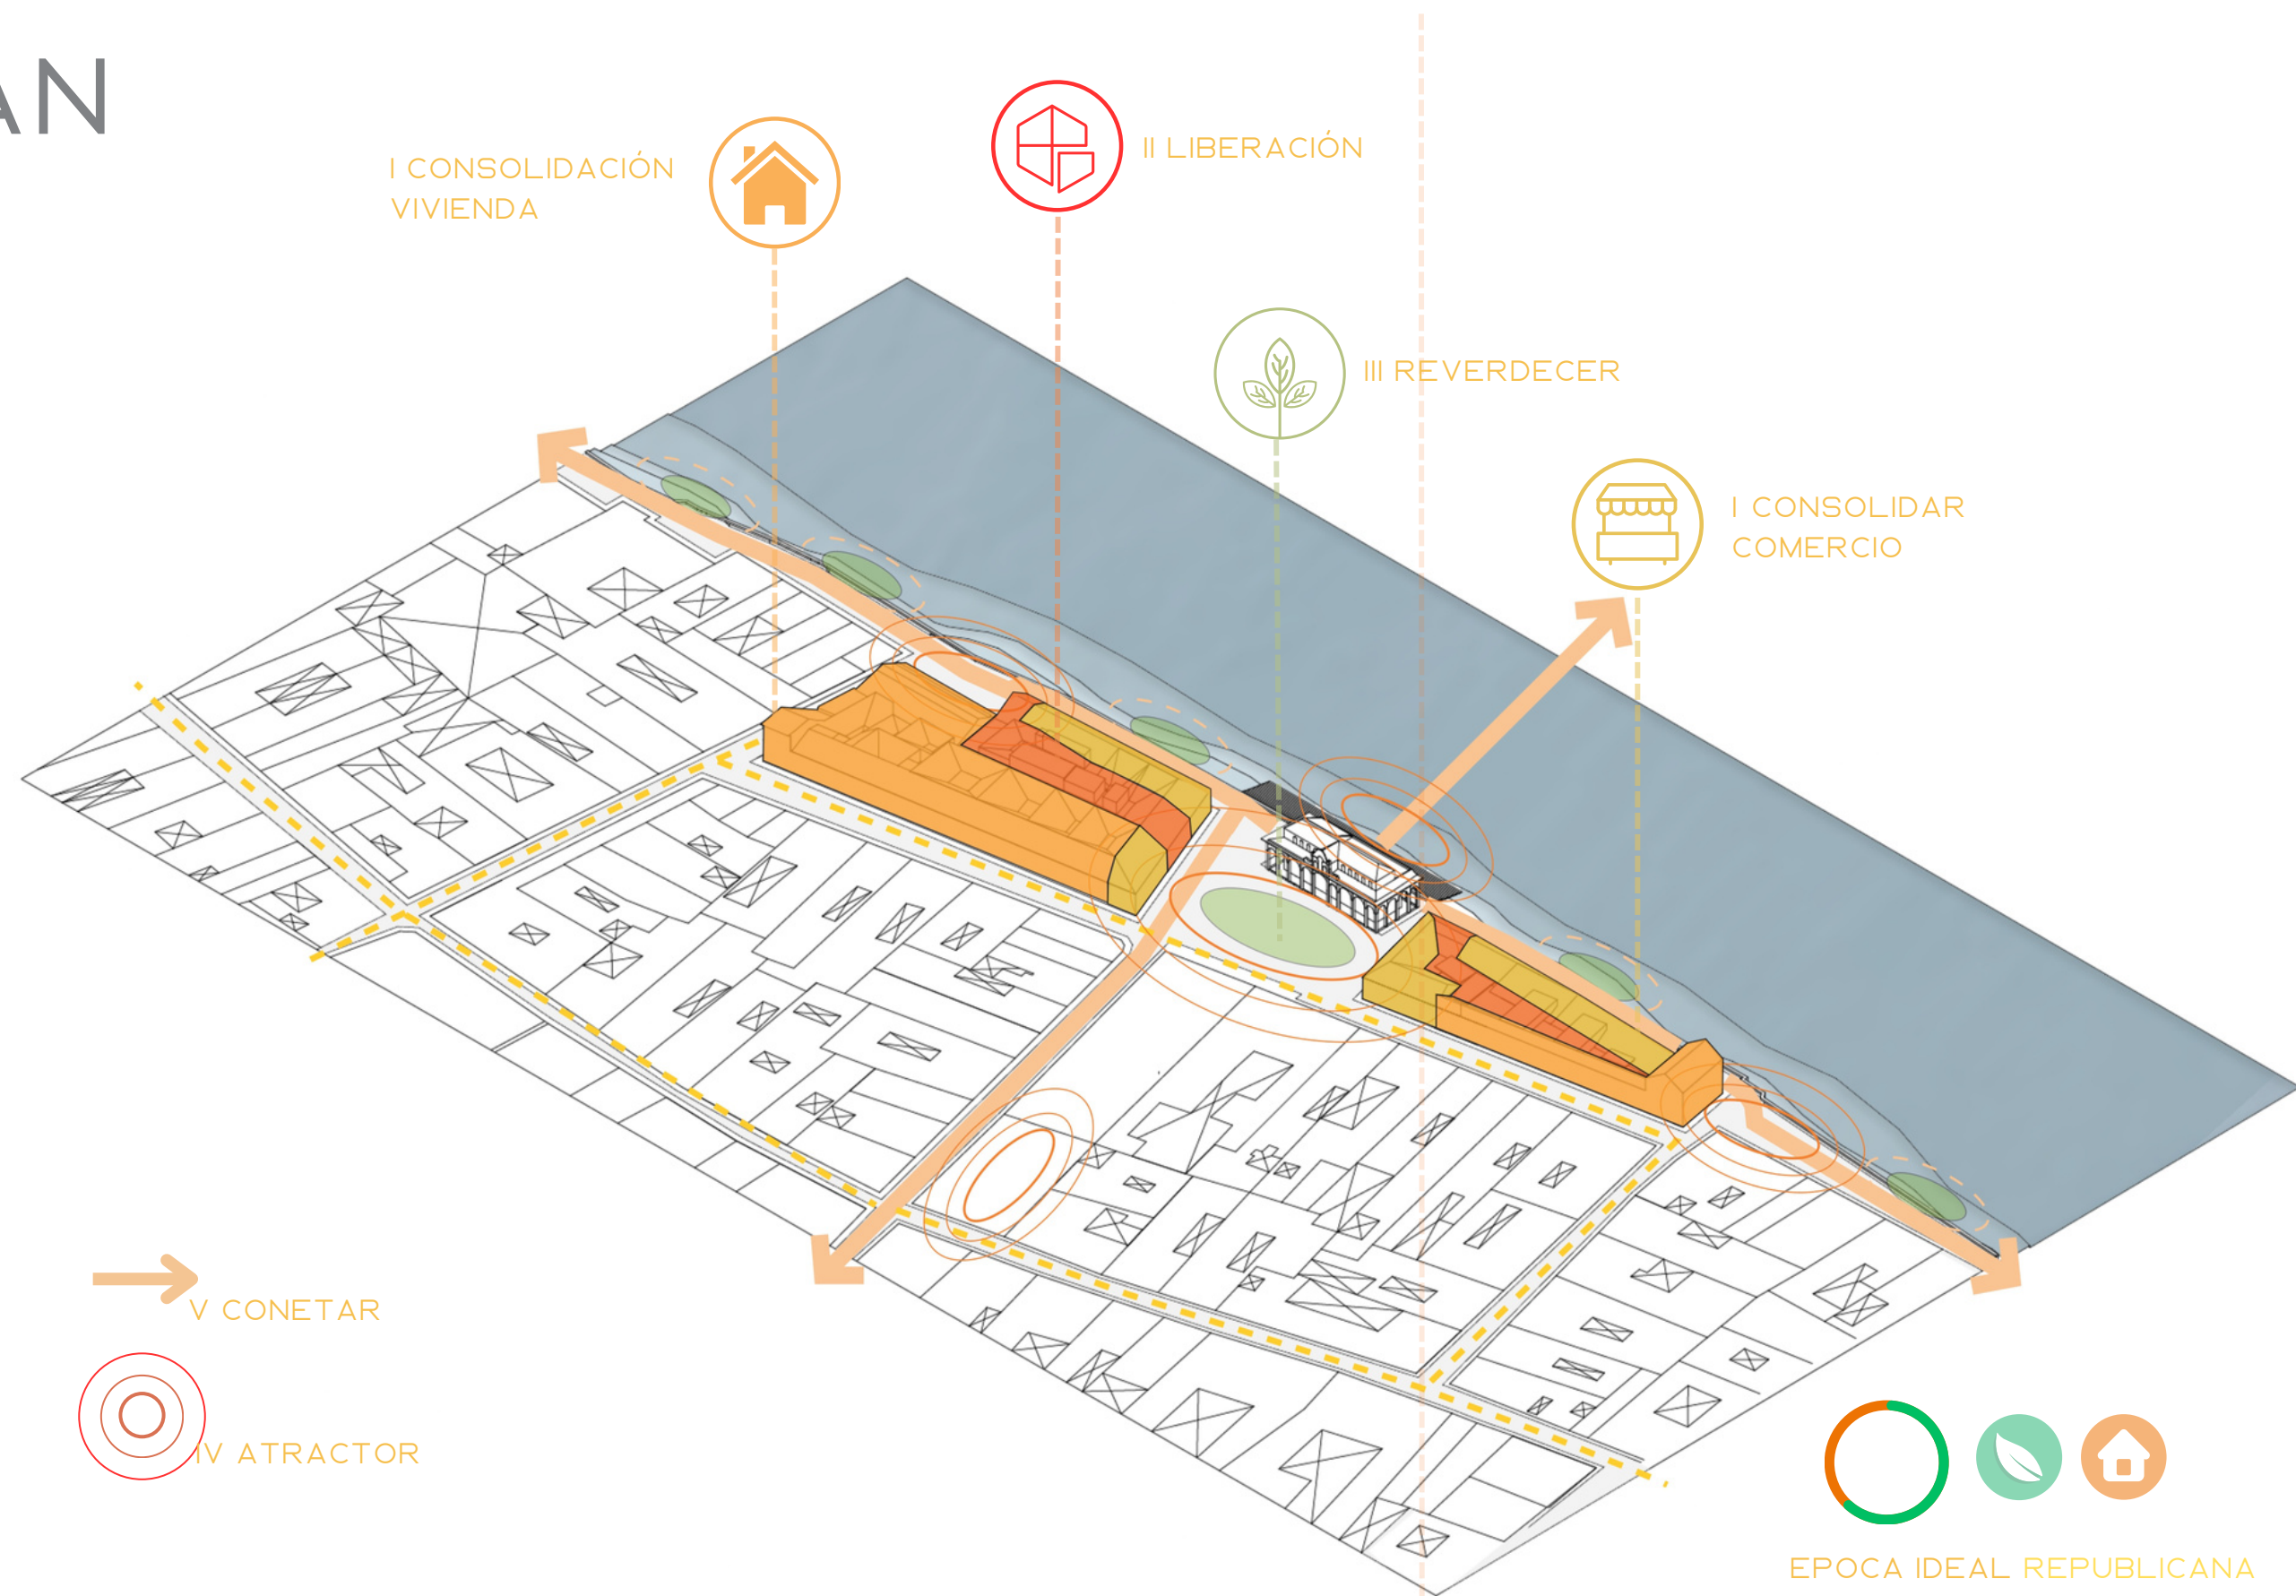 AN
I CONSOLIDACIÓN
VIVIENDA
II LIBERACIÓN
III REVERDECER
I CONSOLIDAR
COMERCIO
V CONETAR
IV ATRACTOR
EPOCA IDEAL REPUBLICANA